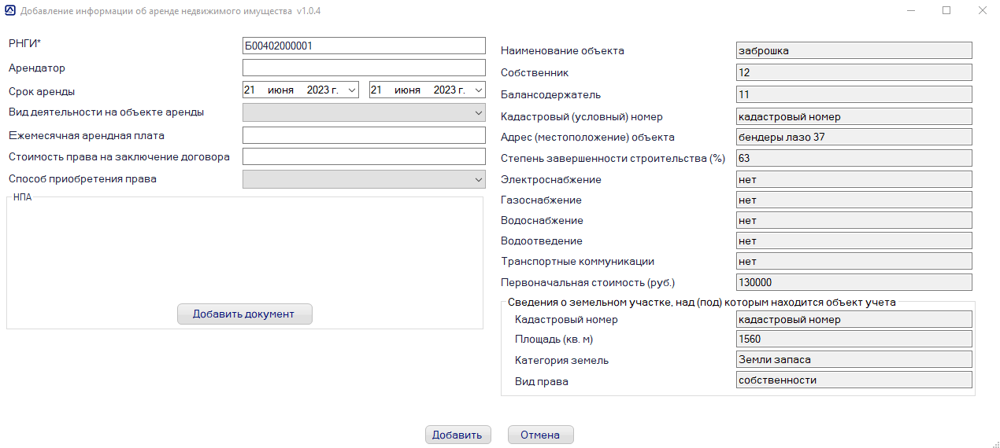 Добавление информации об аренде недвижимого имущества v1.0.4
РНГИ* Б00402000001
Арендатор
Срок аренды 21 июня 2023 г. 21 июня 2023 г.
Вид деятельности на объекте аренды
Ежемесячная арендная плата
Стоимость права на заключение договора
Способ приобретения права
НПА
Добавить документ
Наименование объекта заброшка
Собственник 12
Балансодержатель 11
Кадастровый (условный) номер кадастровый номер
Адрес (местоположение) объекта бендеры лазо 37
Степень завершенности строительства (%) 63
Электроснабжение нет
Газоснабжение нет
Водоснабжение нет
Водоотведение нет
Транспортные коммуникации нет
Первоначальная стоимость (руб.) 130000
Сведения о земельном участке, над (под) которым находится объект учета
Кадастровый номер кадастровый номер
Площадь (кв. м) 1560
Категория земель Земли запаса
Вид права собственности
Добавить Отмена